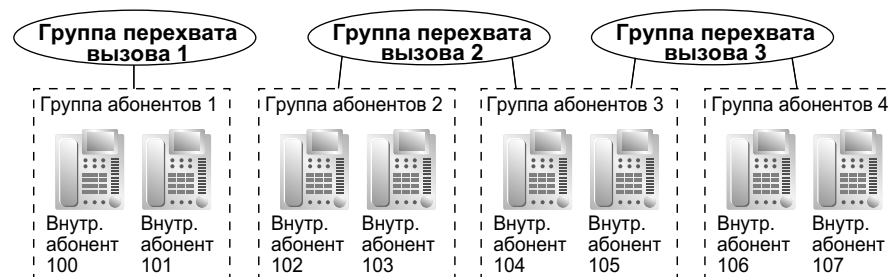 Группа перехвата
вызова 1
Группа перехвата
вызова 2
Группа перехвата
вызова 3
Группа абонентов 1
Группа абонентов 2
Группа абонентов 3
Группа абонентов 4
Внутр.
абонент
100
Внутр.
абонент
101
Внутр.
абонент
102
Внутр.
абонент
103
Внутр.
абонент
104
Внутр.
абонент
105
Внутр.
абонент
106
Внутр.
абонент
107